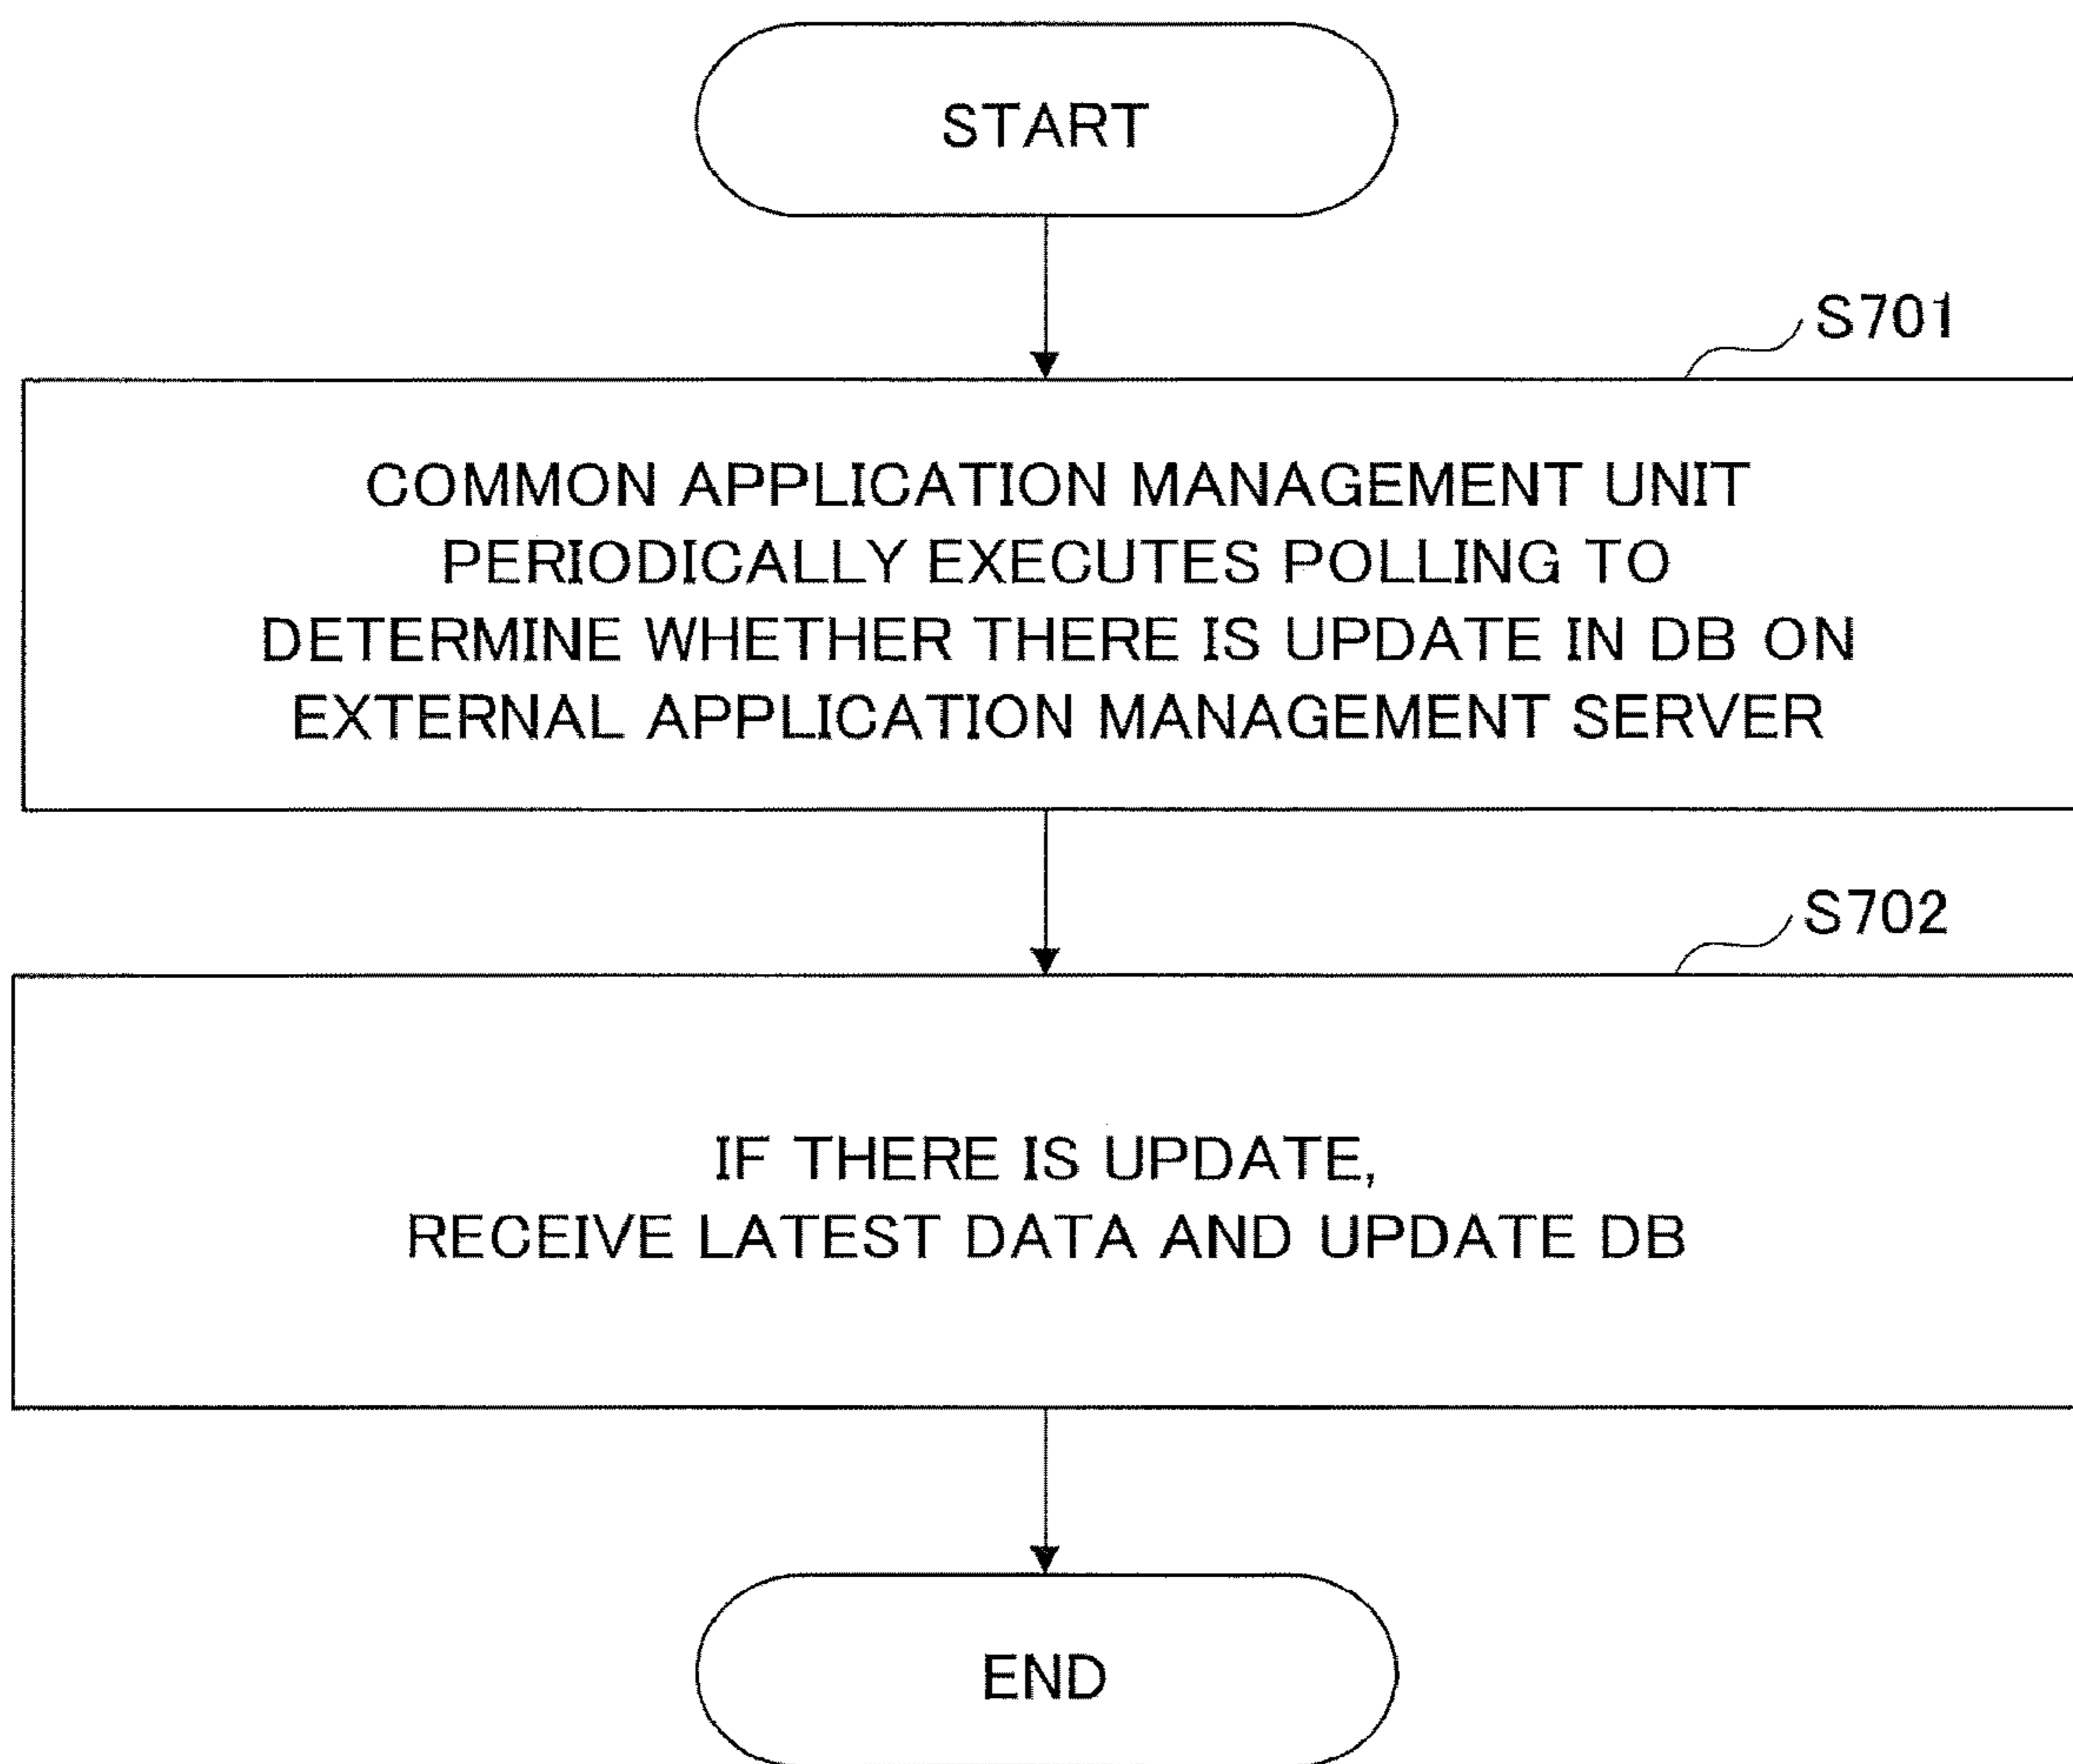 START
S701
COMMON APPLICATION MANAGEMENT UNIT
PERIODICALLY EXECUTES POLLING TO
DETERMINE WHETHER THERE IS UPDATE IN DB ON
EXTERNAL APPLICATION MANAGEMENT SERVER
S702
IF THERE IS UPDATE,
RECEIVE LATEST DATA AND UPDATE DB
END